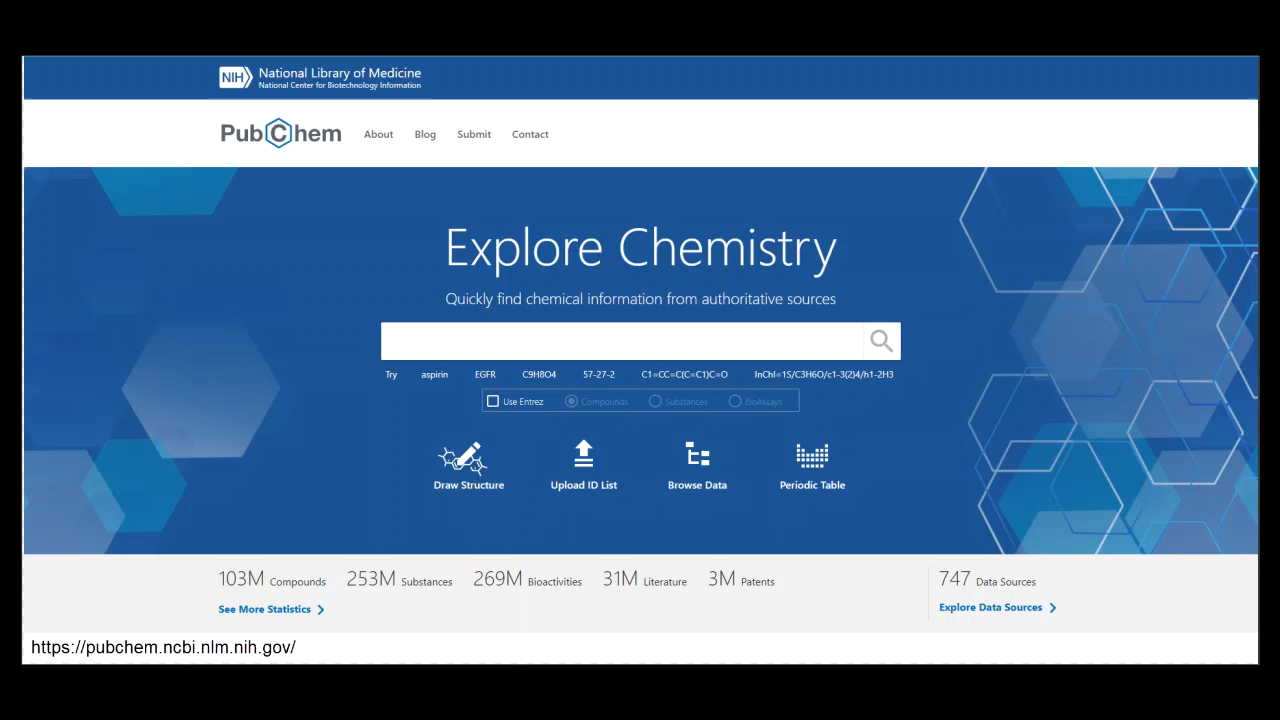 NIH National Library of Medicine
National Center for Biotechnology Information
PubChem About Blog Submit Contact
Explore Chemistry
Quickly find chemical information from authoritative sources
Try aspirin EGFR C9H8O4 57-27-2 C1=CC=C(C=C1)C=O InChI=1S/C3H6O/c1-3(2)4/h1-2H3
Use Entrez Compounds Substances BioAssays
Draw Structure Upload ID List Browse Data Periodic Table
103M Compounds 253M Substances 269M Bioactivities 31M Literature 3M Patents 747 Data Sources
See More Statistics Explore Data Sources
https://pubchem.ncbi.nlm.nih.gov/